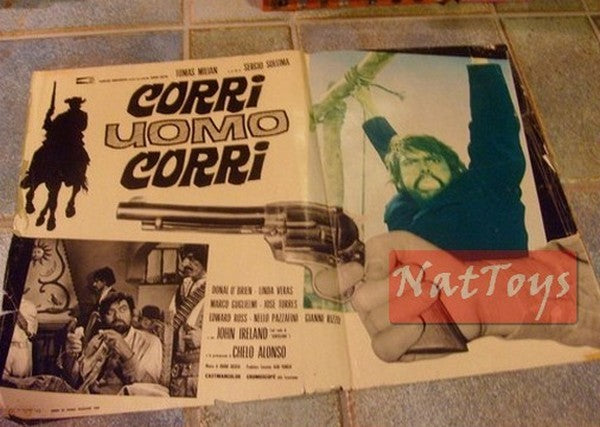 TOMAS MILIAN
SERGIO SOLLIMA
CORRI
UOMO
CORRI
DONAL O'BRIEN - LINDA VERAS
MARCO GUGLIELMI - JOSE TORRES
EDWARD ROSS - NELLO PAZZAFINI - GIANNI RIZZO
JOHN IRELAND
CHELO ALONSO
EASTMANCOLOR
NatToys